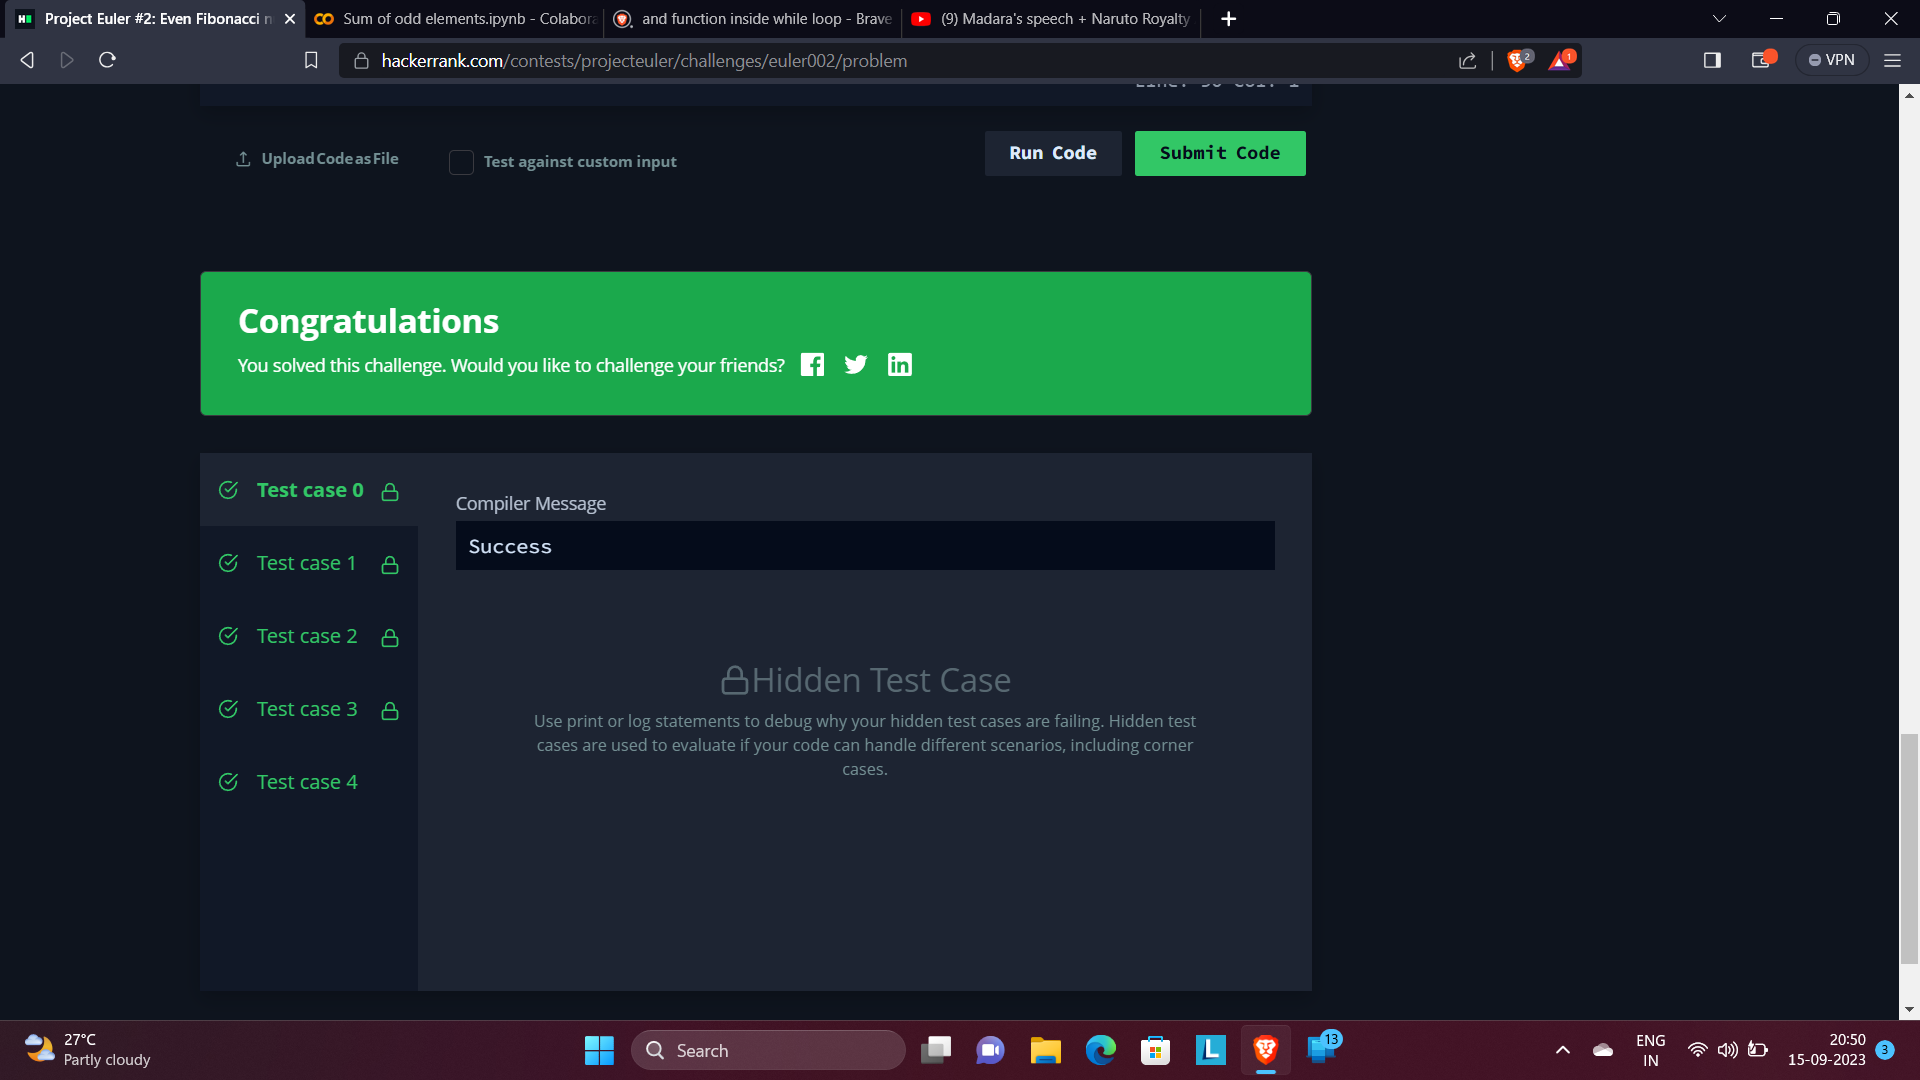 Project Euler #2: Even Fibonacci n
Sum of odd elements.ipynb - Colabora
and function inside while loop - Brave
(9) Madara's speech + Naruto Royalty
hackerrank.com/contests/projecteuler/challenges/euler002/problem
2
1
VPN
Upload Code as File
Test against custom input
Run Code
Submit Code
Congratulations
You solved this challenge. Would you like to challenge your friends?
Test case 0
Test case 1
Test case 2
Test case 3
Test case 4
Compiler Message
Success
Hidden Test Case
Use print or log statements to debug why your hidden test cases are failing. Hidden test
cases are used to evaluate if your code can handle different scenarios, including corner
cases.
27°C
Partly cloudy
Search
L
13
ENG
IN
20:50
15-09-2023
3